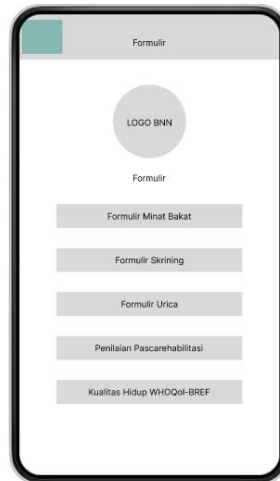 Formulir
LOGO BNN
Formulir
Formulir Minat Bakat
Formulir Skrining
Formulir Urica
Penilaian Pascarehabilitasi
Kualitas Hidup WHOQol-BREF